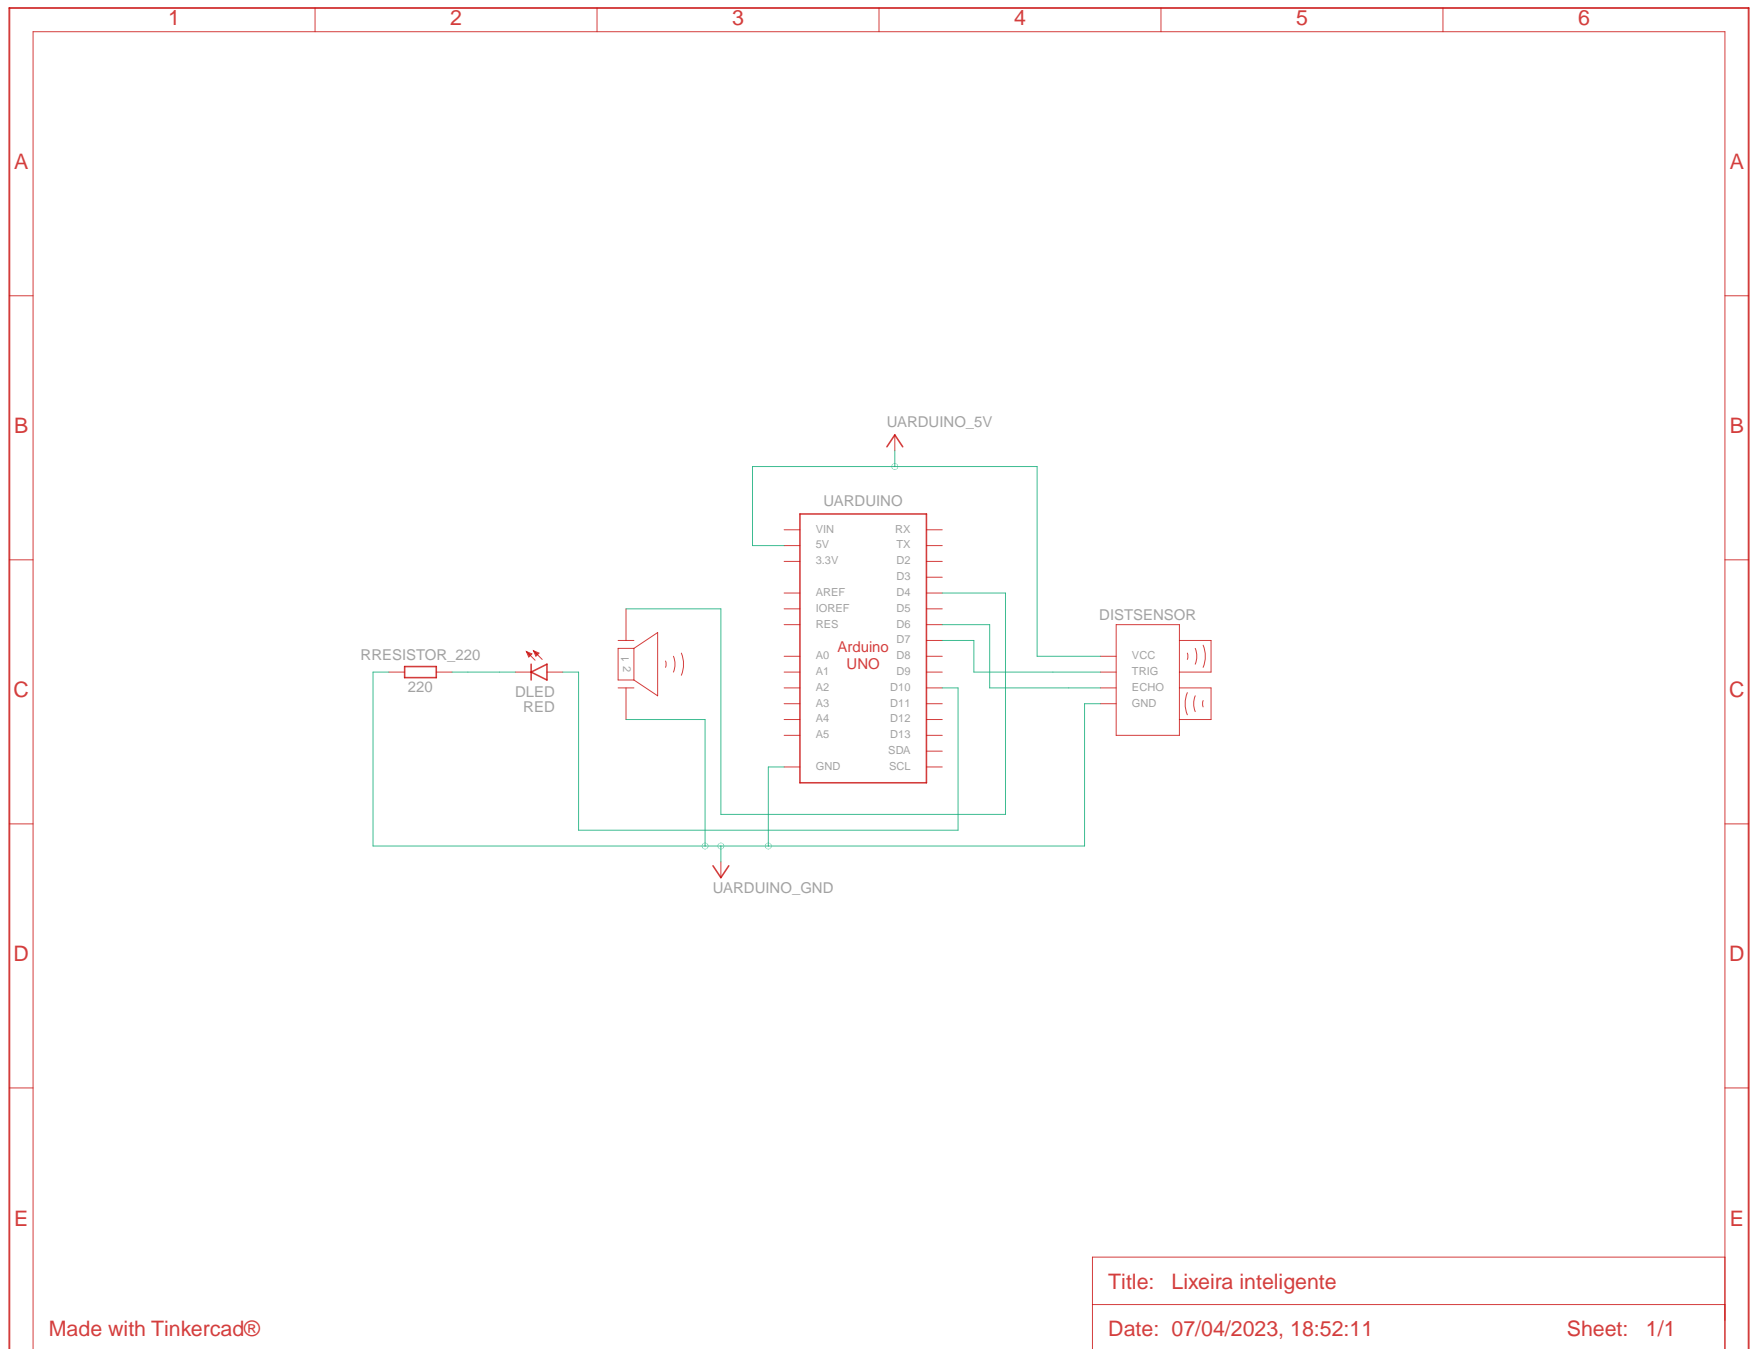 1 2 3 4 5 6
A A
B B
UARDUINO_5V
UARDUINO
VIN RX
5V TX
3.3V D2
D3
AREF D4
IOREF D5
RES D6
D7
Arduino
UNO
A0 D8
A1 D9
A2 D10
A3 D11
A4 D12
A5 D13
SDA
GND SCL
DISTSENSOR
VCC
TRIG
ECHO
GND
RRESISTOR_220
220
DLED
RED
1 2
C C
UARDUINO_GND
D D
E E
Title: Lixeira inteligente
Date: 07/04/2023, 18:52:11 Sheet: 1/1
Made with Tinkercad®